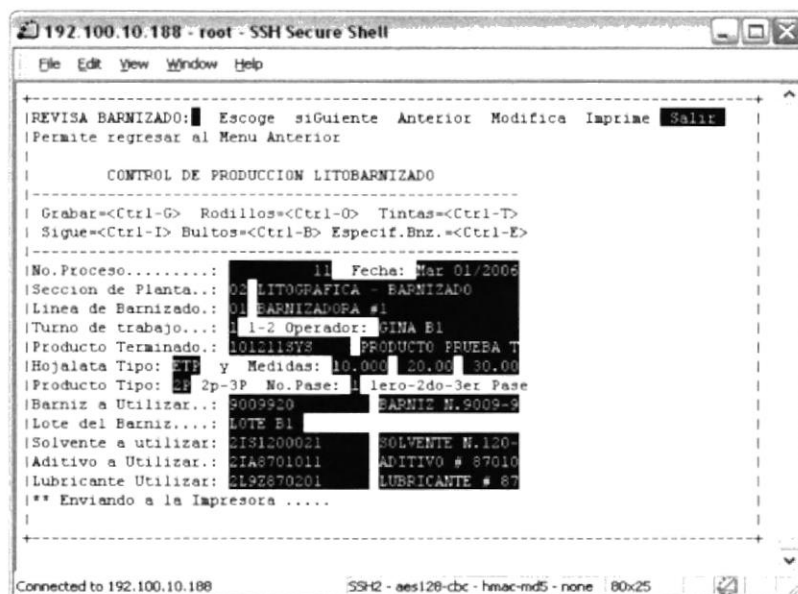 192.100.10.188 - root - SSH Secure Shell
File Edit View Window Help
REVISA BARNIZADO: Escoge siGuiente Anterior Modifica Imprime Salir
Permite regresar al Menu Anterior
CONTROL DE PRODUCCION LITOBARNIZADO
Grabar=<Ctrl-G> Rodillos=<Ctrl-O> Tintas=<Ctrl-T>
Sigue=<Ctrl-I> Bultos=<Ctrl-B> Especif.Bnz.=<Ctrl-E>
No.Proceso.........: 11 Fecha: Mar 01/2006
Seccion de Planta..: 02 LITOGRAFICA - BARNIZADO
Linea de Barnizado.: 01 BARNIZADORA #1
Turno de trabajo...: 1 1-2 Operador: GINA B1
Producto Terminado.: 101211SYS PRODUCTO PRUEBA T
Hojalata Tipo: ETP y Medidas: 10.000 20.00 30.00
Producto Tipo: 2P 2p-3P No.Pase: 1 1ero-2do-3er Pase
Barniz a Utilizar..: 9009920 BARNIZ N.9009-9
Lote del Barniz....: LOTE B1
Solvente a utilizar: 2IS1200021 SOLVENTE N.120-
Aditivo a Utilizar.: 2IA8701011 ADITIVO # 87010
Lubricante Utilizar: 2L9Z870201 LUBRICANTE # 87
** Enviando a la Impresora .....
Connected to 192.100.10.188 SSH2 - aes128-cbc - hmac-md5 - none 80x25